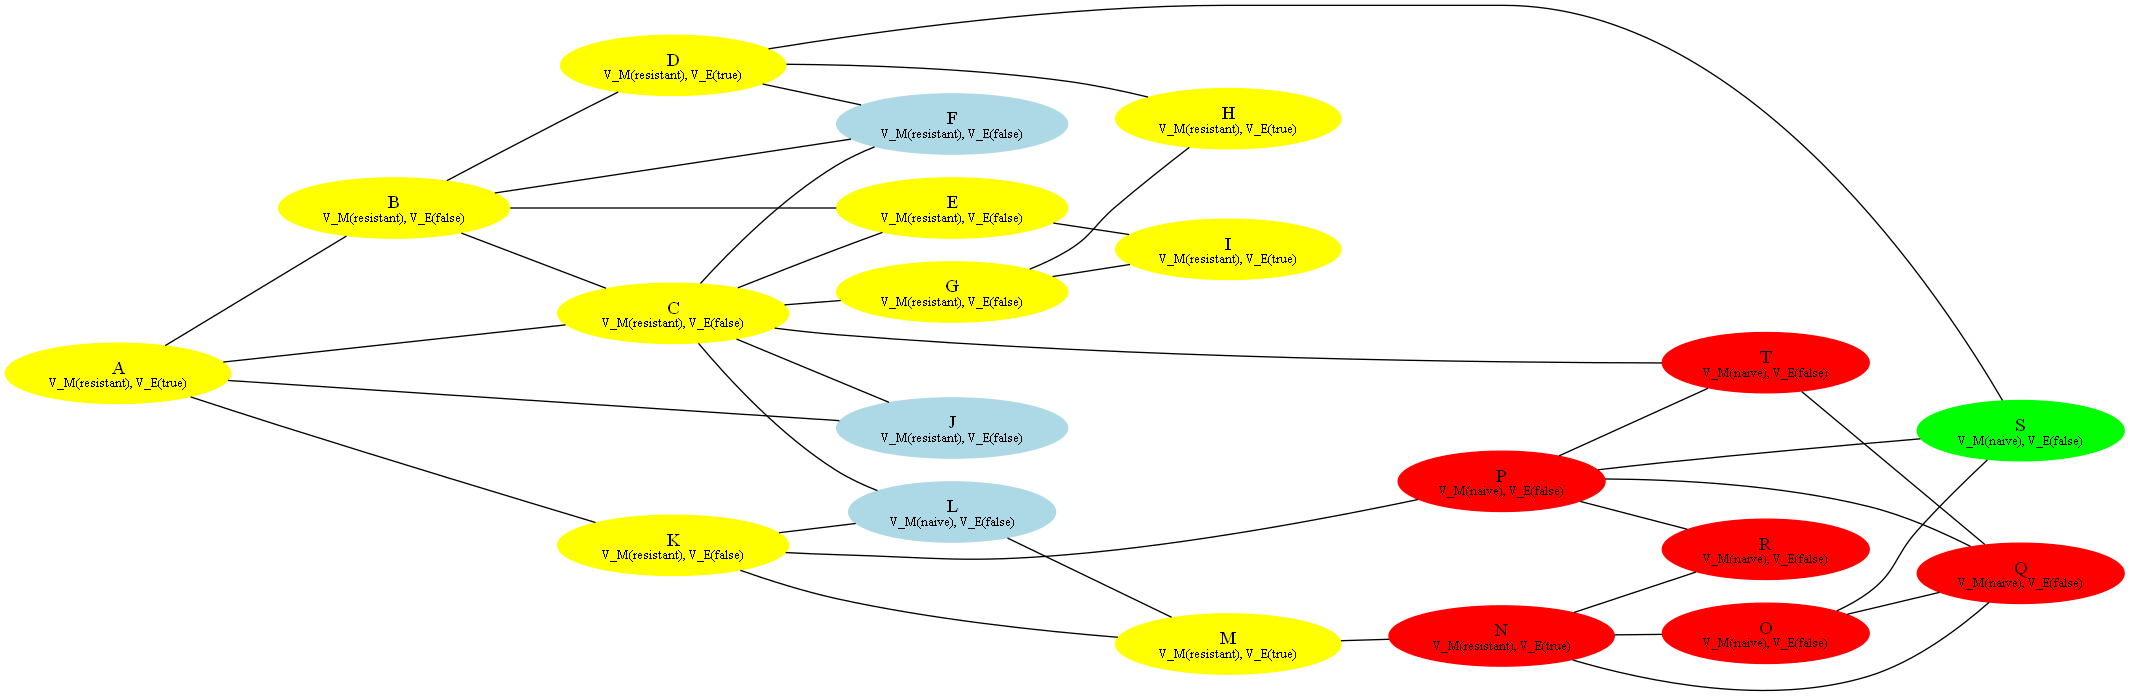 D
V_M(resistant), V_E(true)
F
V_M(resistant), V_E(false)
H
V_M(resistant), V_E(true)
B
V_M(resistant), V_E(false)
E
V_M(resistant), V_E(false)
I
V_M(resistant), V_E(true)
G
V_M(resistant), V_E(false)
C
V_M(resistant), V_E(false)
A
V_M(resistant), V_E(true)
T
V_M(naive), V_E(false)
J
V_M(resistant), V_E(false)
S
V_M(naive), V_E(false)
P
V_M(naive), V_E(false)
L
V_M(naive), V_E(false)
K
V_M(resistant), V_E(false)
R
V_M(naive), V_E(false)
Q
V_M(naive), V_E(false)
M
V_M(resistant), V_E(true)
N
V_M(resistant), V_E(true)
O
V_M(naive), V_E(false)